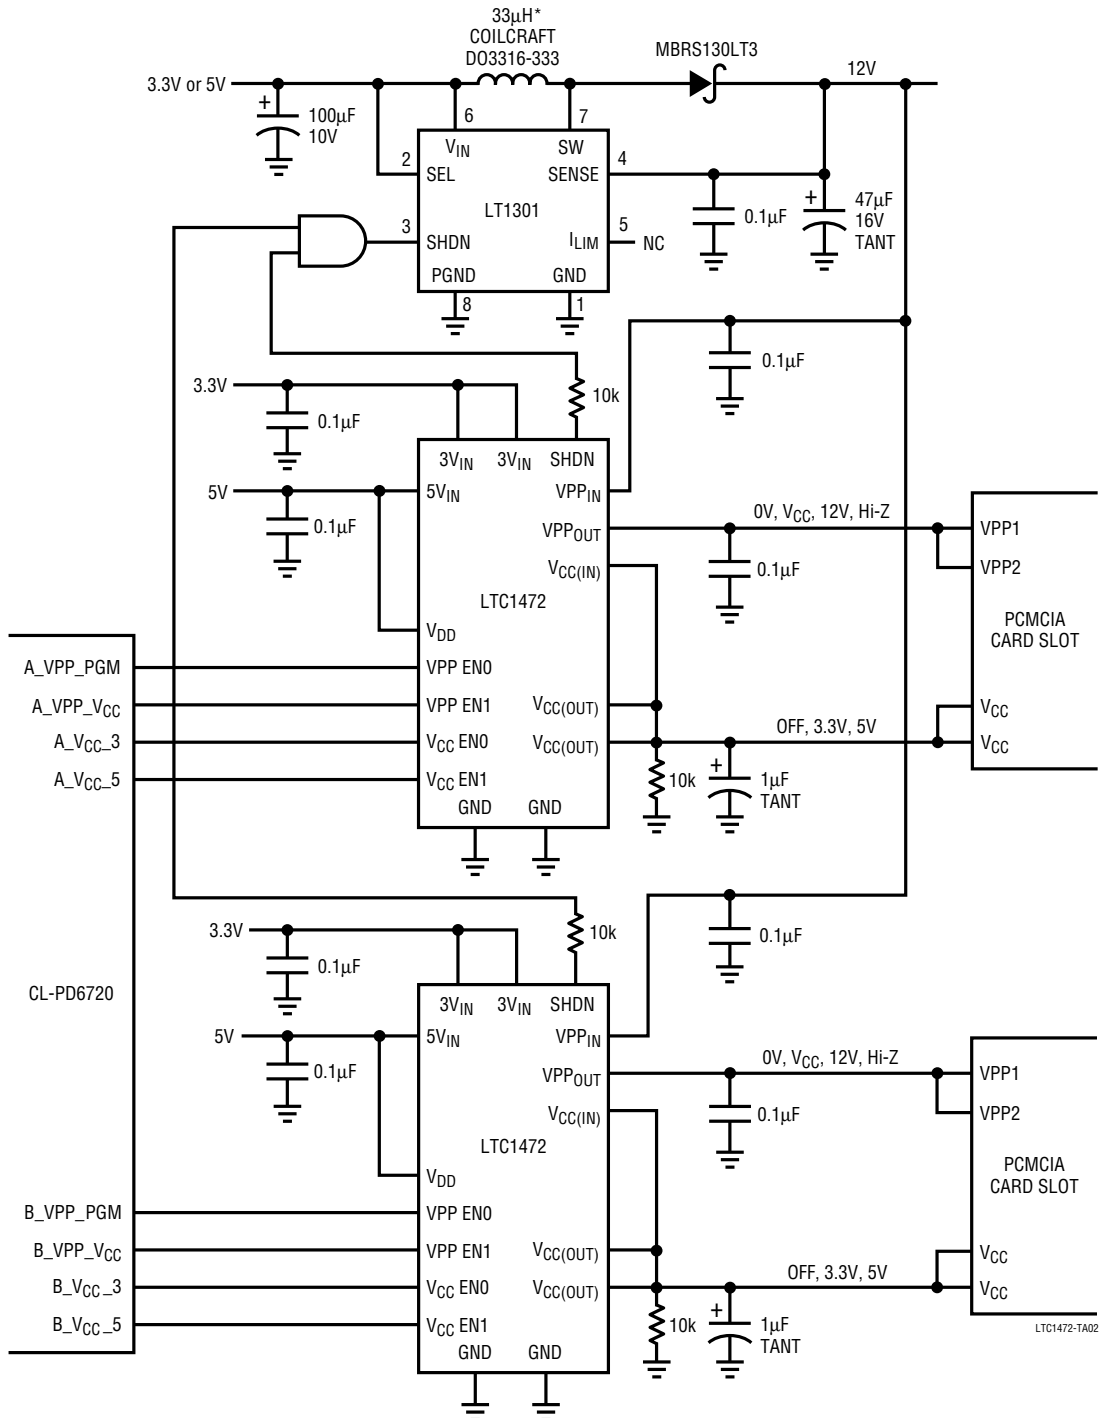 33µH*
COILCRAFT
DO3316-333
MBRS130LT3
3.3V or 5V
12V
+
100µF
10V
6
7
VIN
SW
2
SEL
SENSE
4
LT1301
0.1µF
+
47µF
16V
TANT
3
SHDN
ILIM
5
NC
PGND
GND
8
1
0.1µF
3.3V
10k
0.1µF
3VIN
3VIN
SHDN
5V
5VIN
VPPIN
0.1µF
VPPOUT
0V, VCC, 12V, Hi-Z
VPP1
VCC(IN)
0.1µF
VPP2
LTC1472
PCMCIA
CARD SLOT
VDD
A_VPP_PGM
VPP EN0
A_VPP_VCC
VPP EN1
VCC(OUT)
VCC
A_VCC_3
VCC EN0
VCC(OUT)
OFF, 3.3V, 5V
VCC
A_VCC_5
VCC EN1
10k
+
1µF
TANT
GND
GND
3.3V
10k
0.1µF
0.1µF
CL-PD6720
3VIN
3VIN
SHDN
5V
5VIN
VPPIN
0.1µF
VPPOUT
0V, VCC, 12V, Hi-Z
VPP1
VCC(IN)
0.1µF
VPP2
LTC1472
PCMCIA
CARD SLOT
VDD
B_VPP_PGM
VPP EN0
B_VPP_VCC
VPP EN1
VCC(OUT)
VCC
B_VCC_3
VCC EN0
VCC(OUT)
OFF, 3.3V, 5V
VCC
B_VCC_5
VCC EN1
10k
+
1µF
TANT
GND
GND
LTC1472-TA02